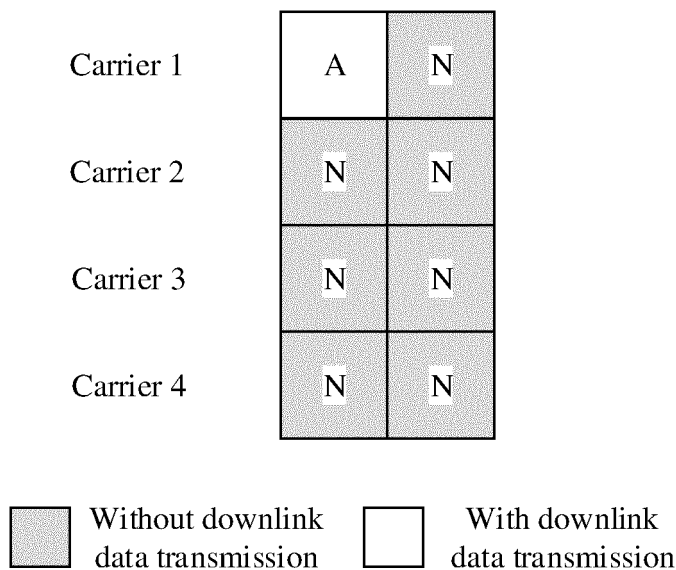 Carrier 1 A N
Carrier 2 N N
Carrier 3 N N
Carrier 4 N N
Without downlink
data transmission
With downlink
data transmission